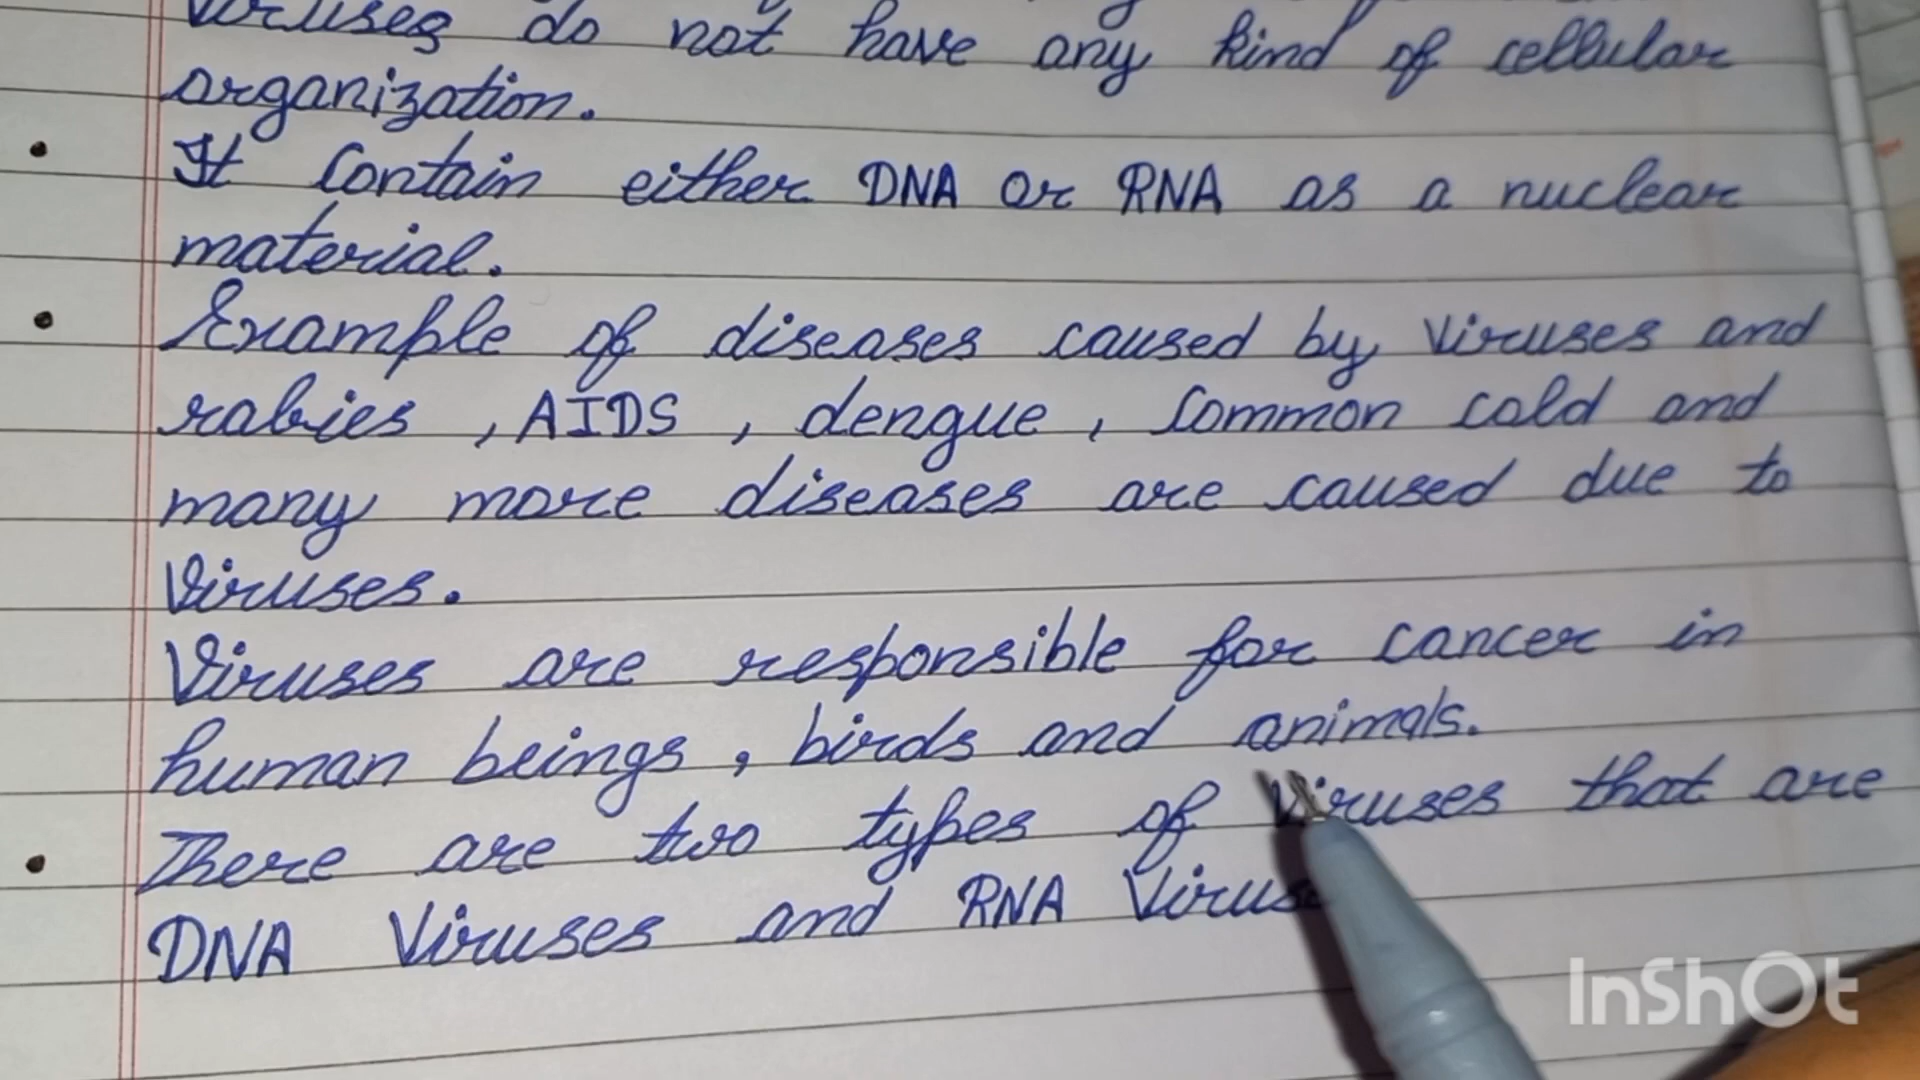 Viruses do not have any kind of cellular
organization.
It Contain either DNA or RNA as a nuclear
material.
Example of diseases caused by Viruses and
rabies , AIDS , dengue , Common cold and
many more diseases are caused due to
Viruses.
Viruses are responsible for cancer in
human beings , birds and animals.
There are two types of Viruses that are
DNA Viruses and RNA
InShOt